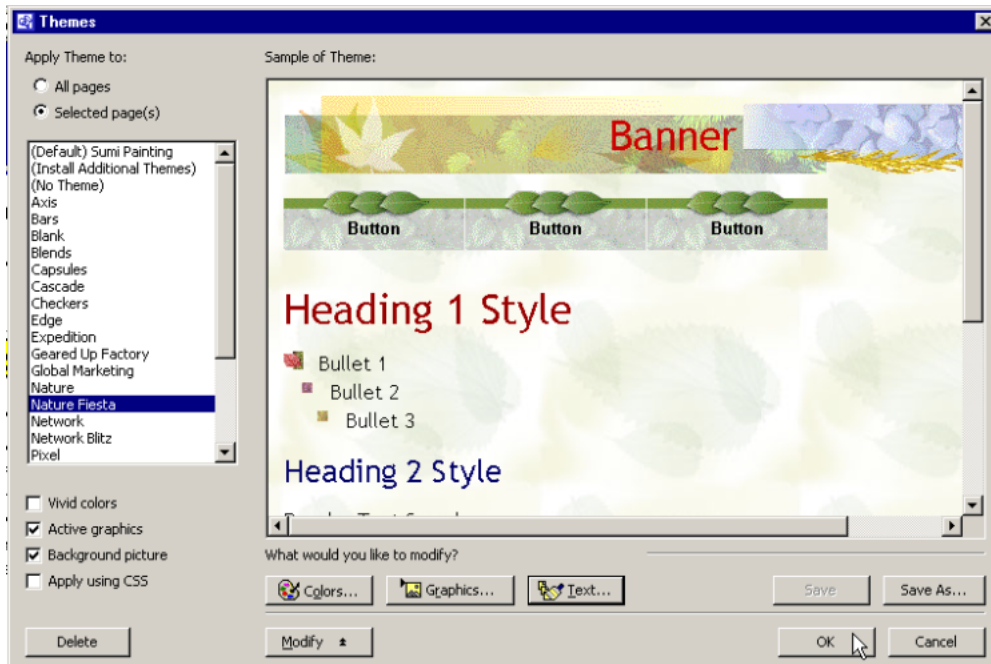 Themes
Apply Theme to:
All pages
Selected page(s)
(Default) Sumi Painting
(Install Additional Themes)
(No Theme)
Axis
Bars
Blank
Blends
Capsules
Cascade
Checkers
Edge
Expedition
Geared Up Factory
Global Marketing
Nature
Nature Fiesta
Network
Network Blitz
Pixel
Vivid colors
Active graphics
Background picture
Apply using CSS
Delete
Sample of Theme:
Banner
Button Button Button
Heading 1 Style
Bullet 1
Bullet 2
Bullet 3
Heading 2 Style
What would you like to modify?
Colors... Graphics... Text... Save Save As...
Modify OK Cancel